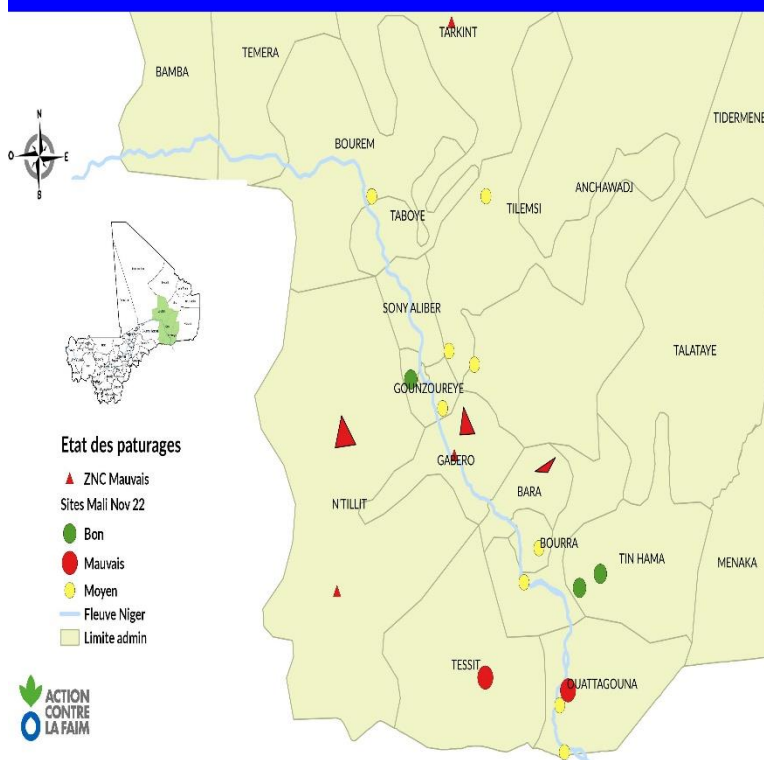 TARKINT
TEMERA
BAMBA
TIDERMENE
N
O
E
S
BOUREM
ANCHAWADJ
TABOYE
TILEMSI
SONY ALIBER
TALATAYE
GOUNZOUREYE
GABERO
BARA
N'TILLIT
BOURRA
TIN HAMA
MENAKA
TESSIT
OUATTAGOUNA
Etat des paturages
ZNC Mauvais
Sites Mali Nov 22
Bon
Mauvais
Moyen
Fleuve Niger
Limite admin
ACTION
CONTRE
LA FAIM